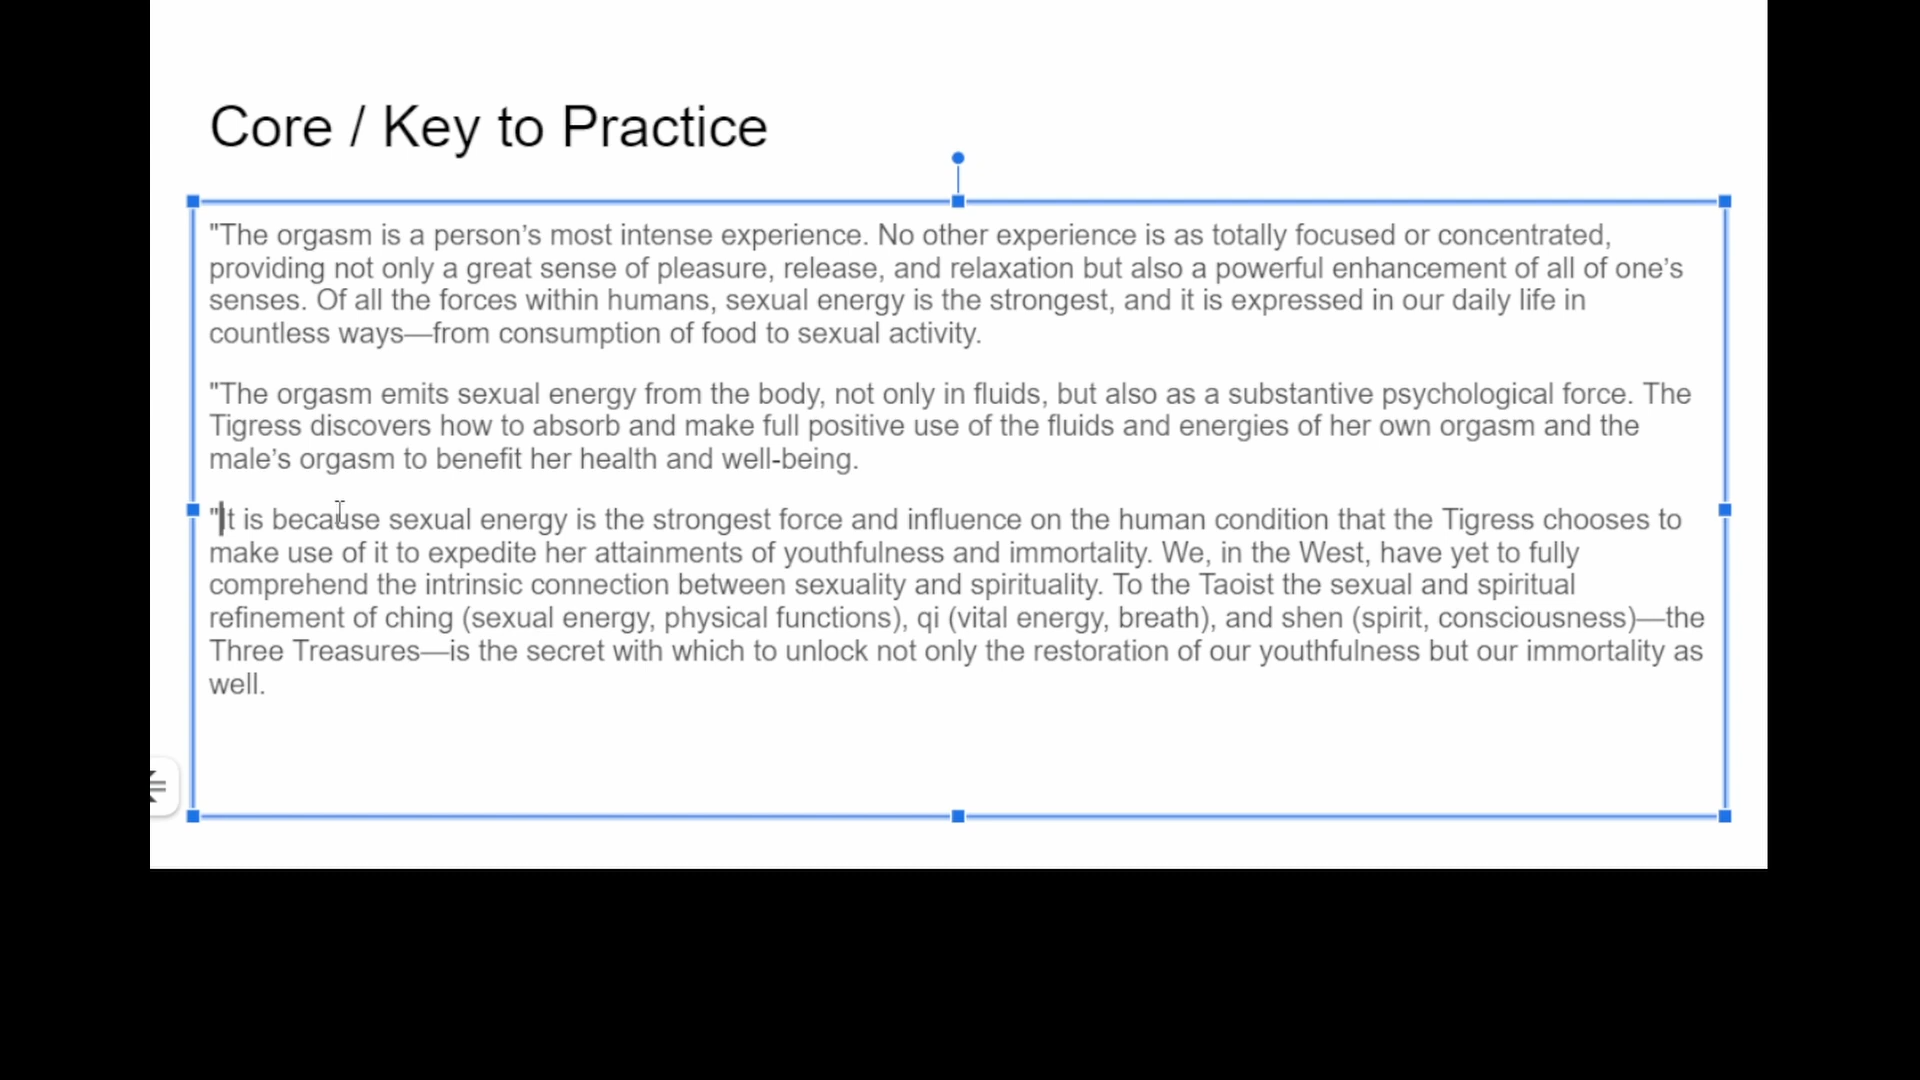 Core / Key to Practice
"The orgasm is a person’s most intense experience. No other experience is as totally focused or concentrated,
providing not only a great sense of pleasure, release, and relaxation but also a powerful enhancement of all of one’s
senses. Of all the forces within humans, sexual energy is the strongest, and it is expressed in our daily life in
countless ways—from consumption of food to sexual activity.
"The orgasm emits sexual energy from the body, not only in fluids, but also as a substantive psychological force. The
Tigress discovers how to absorb and make full positive use of the fluids and energies of her own orgasm and the
male’s orgasm to benefit her health and well-being.
"It is because sexual energy is the strongest force and influence on the human condition that the Tigress chooses to
make use of it to expedite her attainments of youthfulness and immortality. We, in the West, have yet to fully
comprehend the intrinsic connection between sexuality and spirituality. To the Taoist the sexual and spiritual
refinement of ching (sexual energy, physical functions), qi (vital energy, breath), and shen (spirit, consciousness)—the
Three Treasures—is the secret with which to unlock not only the restoration of our youthfulness but our immortality as
well.